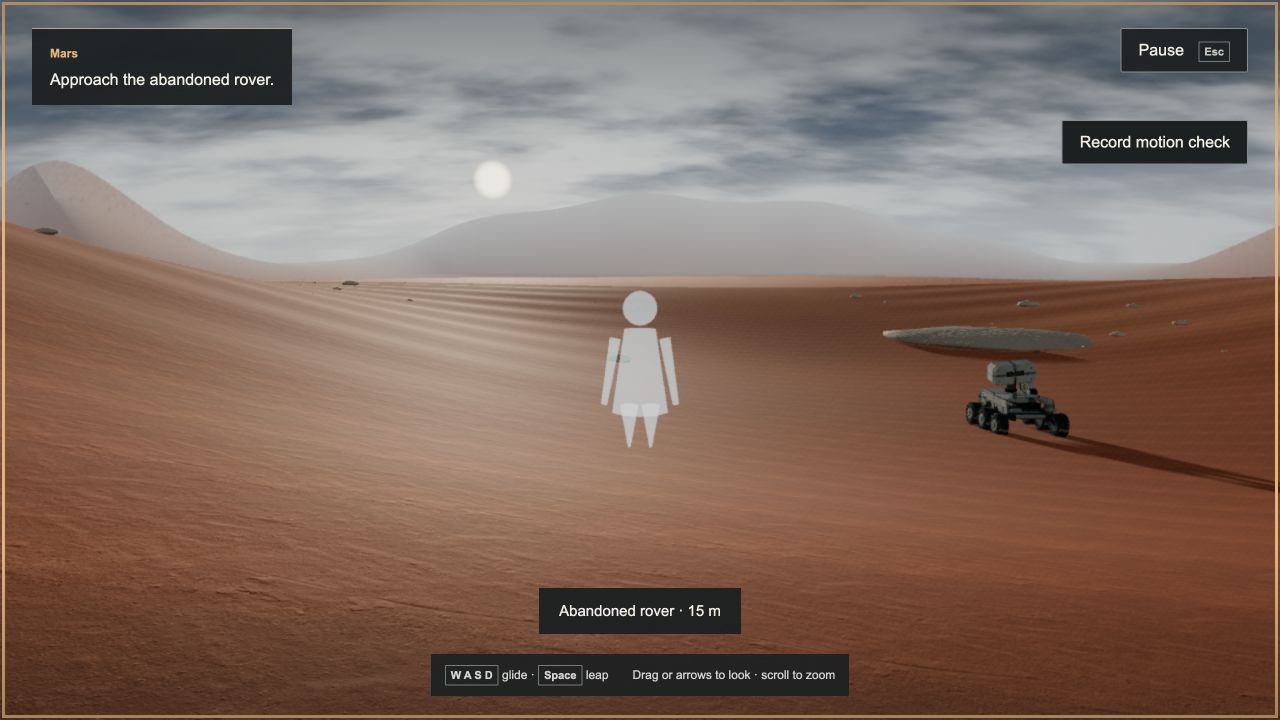 Mars
Approach the abandoned rover.
Pause Esc
Record motion check
Abandoned rover · 15 m
W A S D glide · Space leap Drag or arrows to look · scroll to zoom